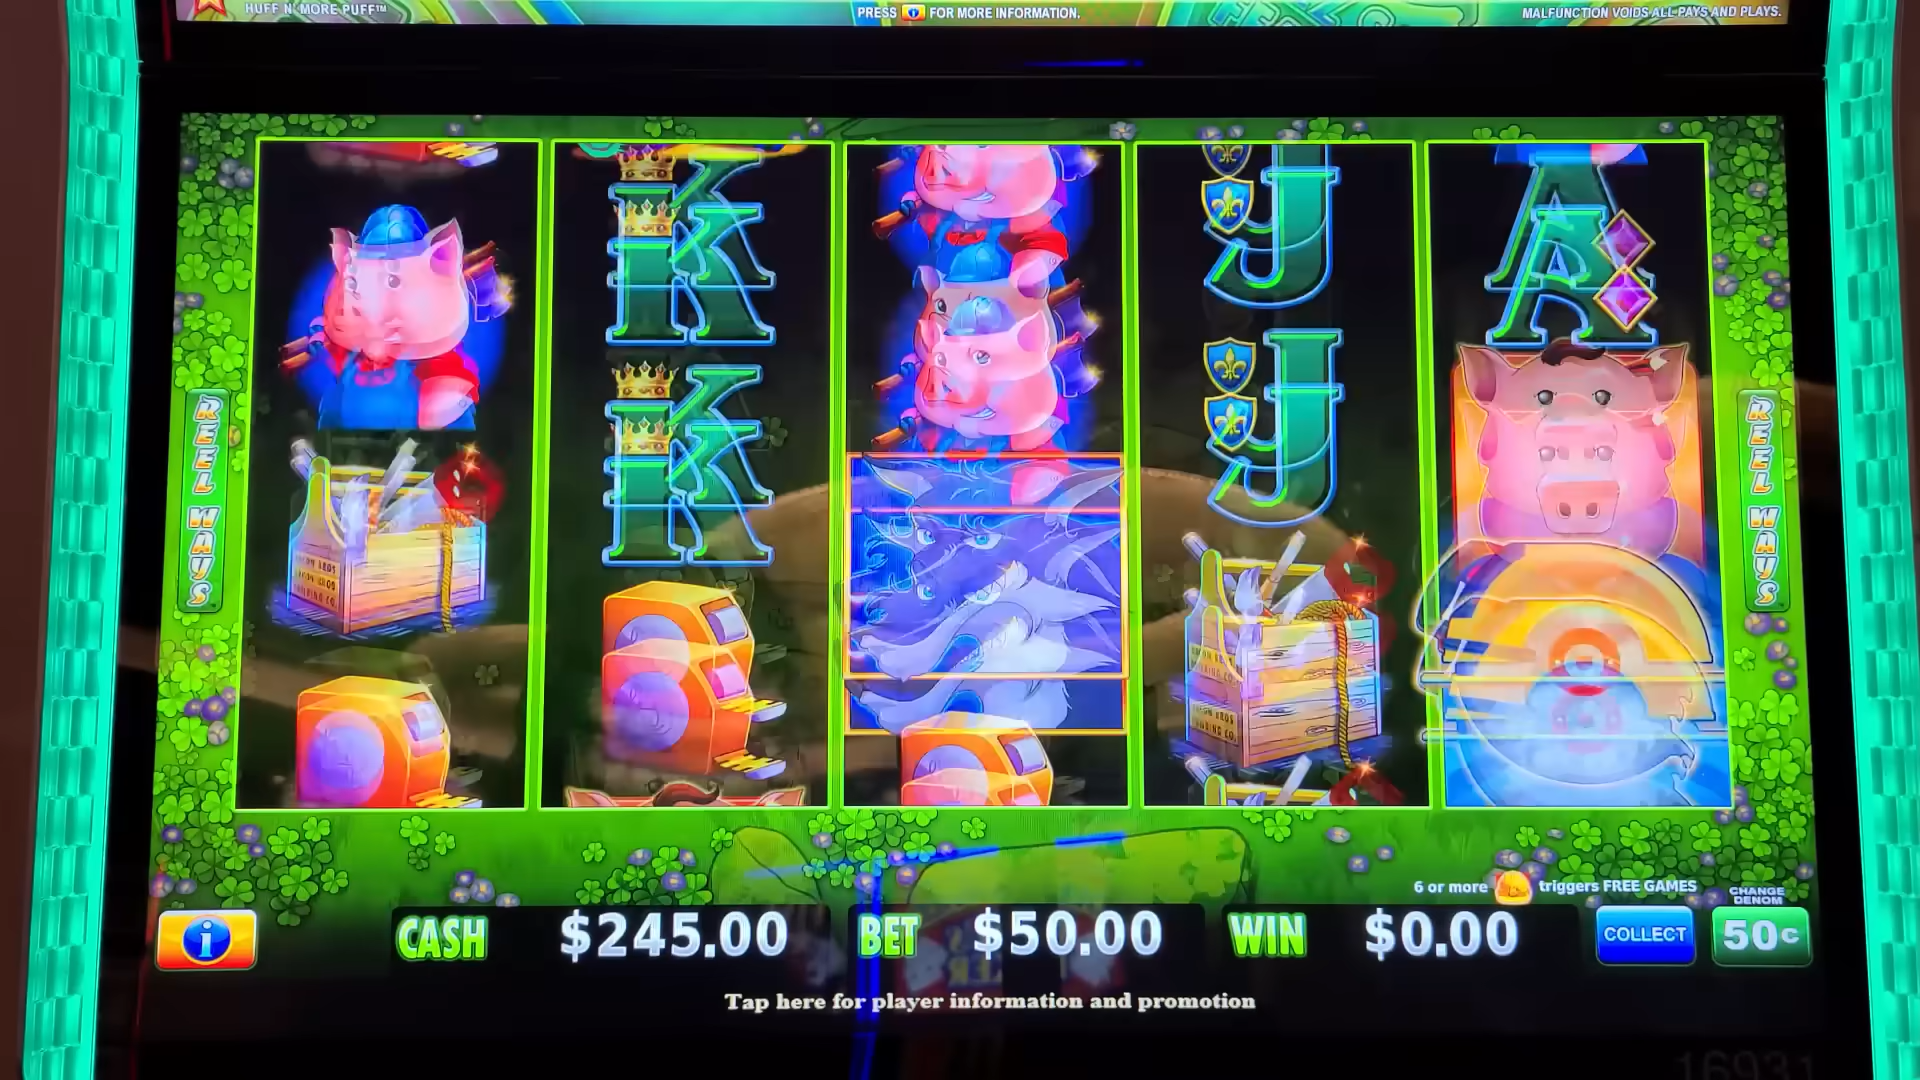 HUFF N' MORE PUFF™
PRESS i FOR MORE INFORMATION.
MALFUNCTION VOIDS ALL PAYS AND PLAYS.
K
K
K
K
J
J
J
J
A
A
REEL WAYS
REEL WAYS
6 or more triggers FREE GAMES
CHANGE DENOM
i
CASH $245.00
BET $50.00
WIN $0.00
COLLECT
50¢
Tap here for player information and promotion
16931